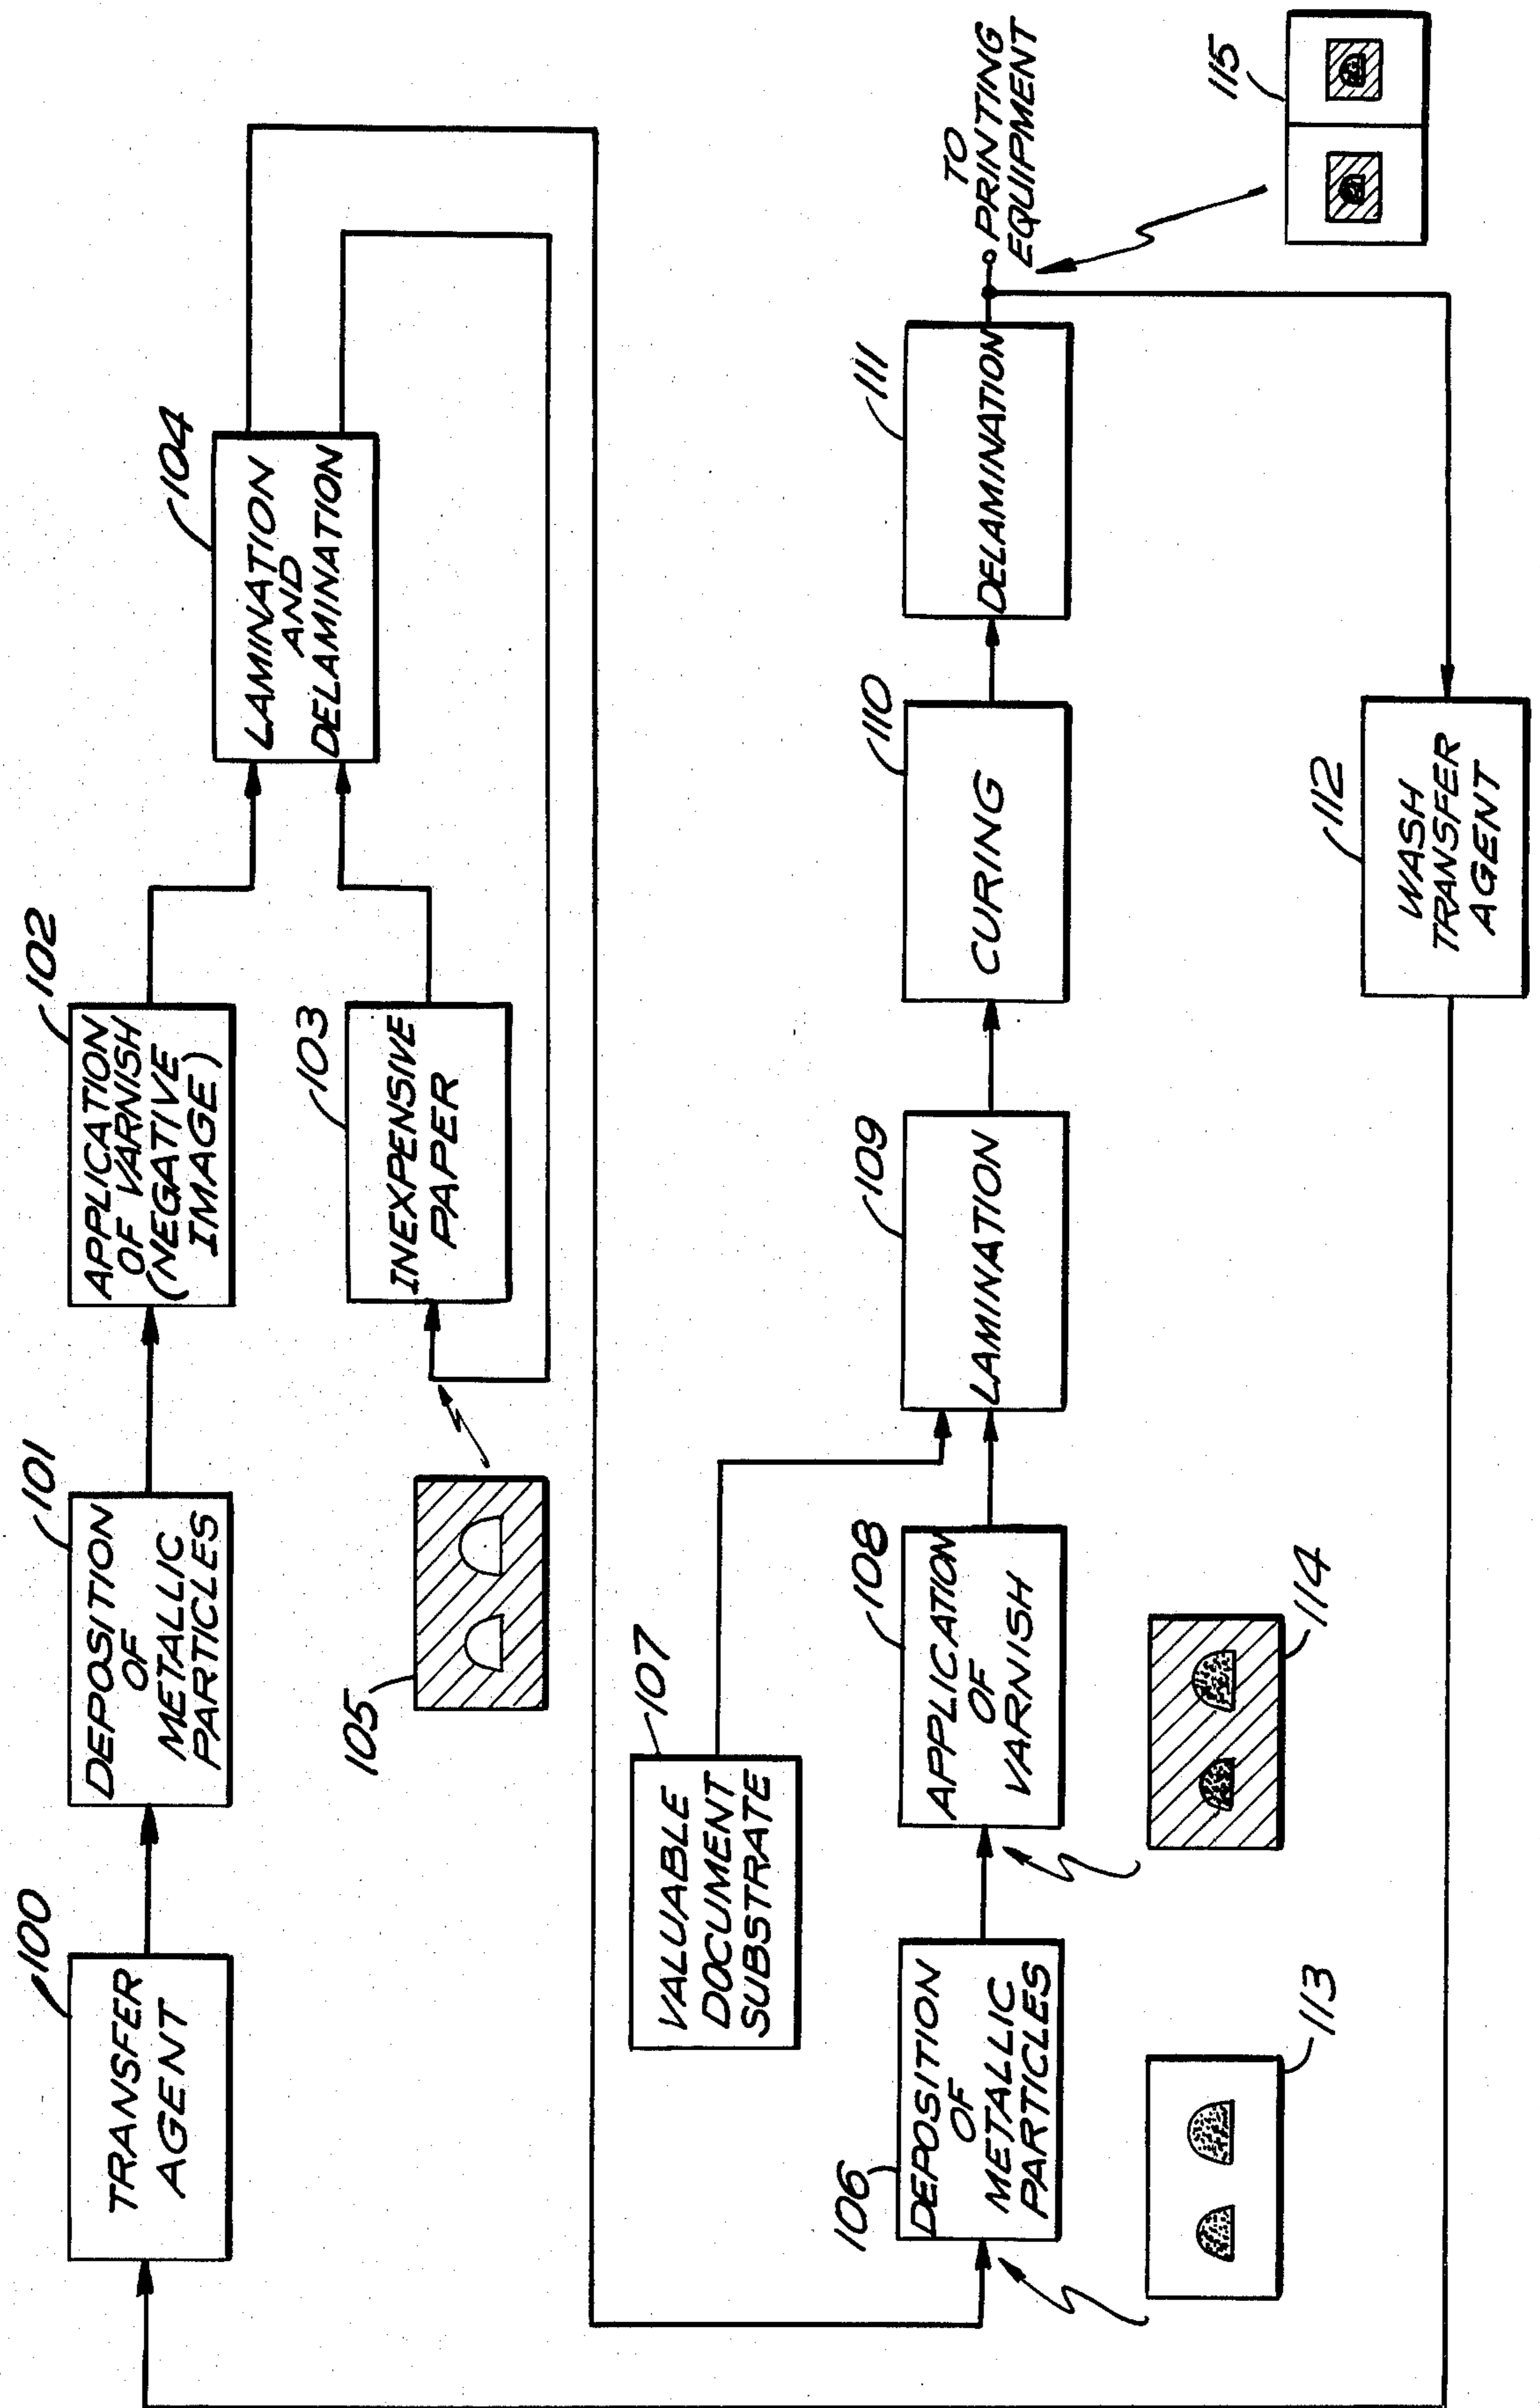 100
TRANSFER
AGENT
101
DEPOSITION
OF
METALLIC
PARTICLES
102
APPLICATION
OF VARNISH
(NEGATIVE
IMAGE)
103
INEXPENSIVE
PAPER
104
LAMINATION
AND
DELAMINATION
105
106
DEPOSITION
OF
METALLIC
PARTICLES
107
VALUABLE
DOCUMENT
SUBSTRATE
108
APPLICATION
OF
VARNISH
109
LAMINATION
110
CURING
111
DELAMINATION
TO
PRINTING
EQUIPMENT
112
WASH
TRANSFER
AGENT
113
114
115